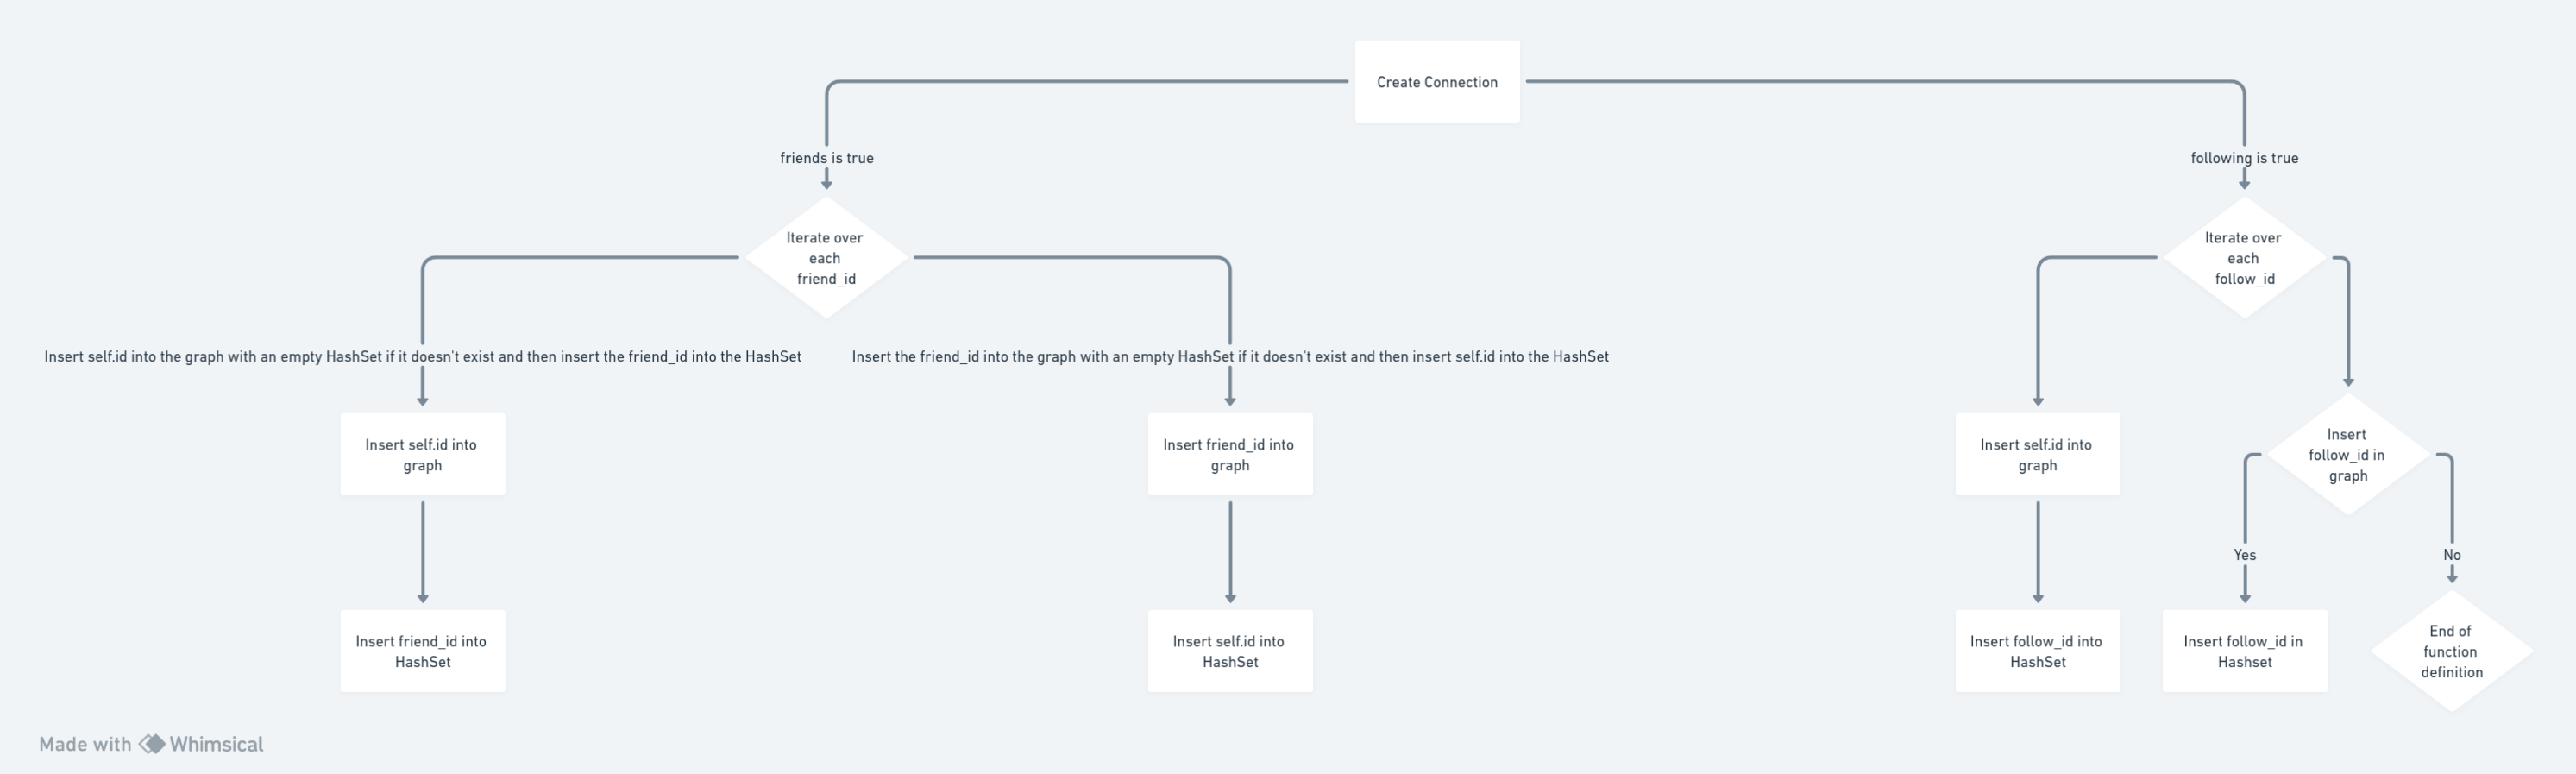 Create Connection
friends is true
following is true
Iterate over
each
friend_id
Iterate over
each
follow_id
Insert self.id into the graph with an empty HashSet if it doesn't exist and then insert the friend_id into the HashSet
Insert the friend_id into the graph with an empty HashSet if it doesn't exist and then insert self.id into the HashSet
Insert self.id into
graph
Insert friend_id into
graph
Insert self.id into
graph
Insert
follow_id in
graph
Yes
No
Insert friend_id into
HashSet
Insert self.id into
HashSet
Insert follow_id into
HashSet
Insert follow_id in
Hashset
End of
function
definition
Made with Whimsical